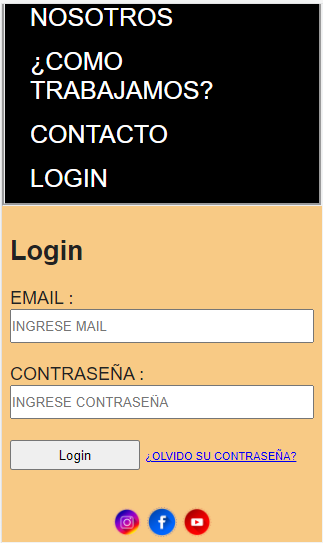 NOSOTROS
¿COMO
TRABAJAMOS?
CONTACTO
LOGIN
Login
EMAIL :
INGRESE MAIL
CONTRASEÑA :
INGRESE CONTRASEÑA
Login ¿OLVIDO SU CONTRASEÑA?